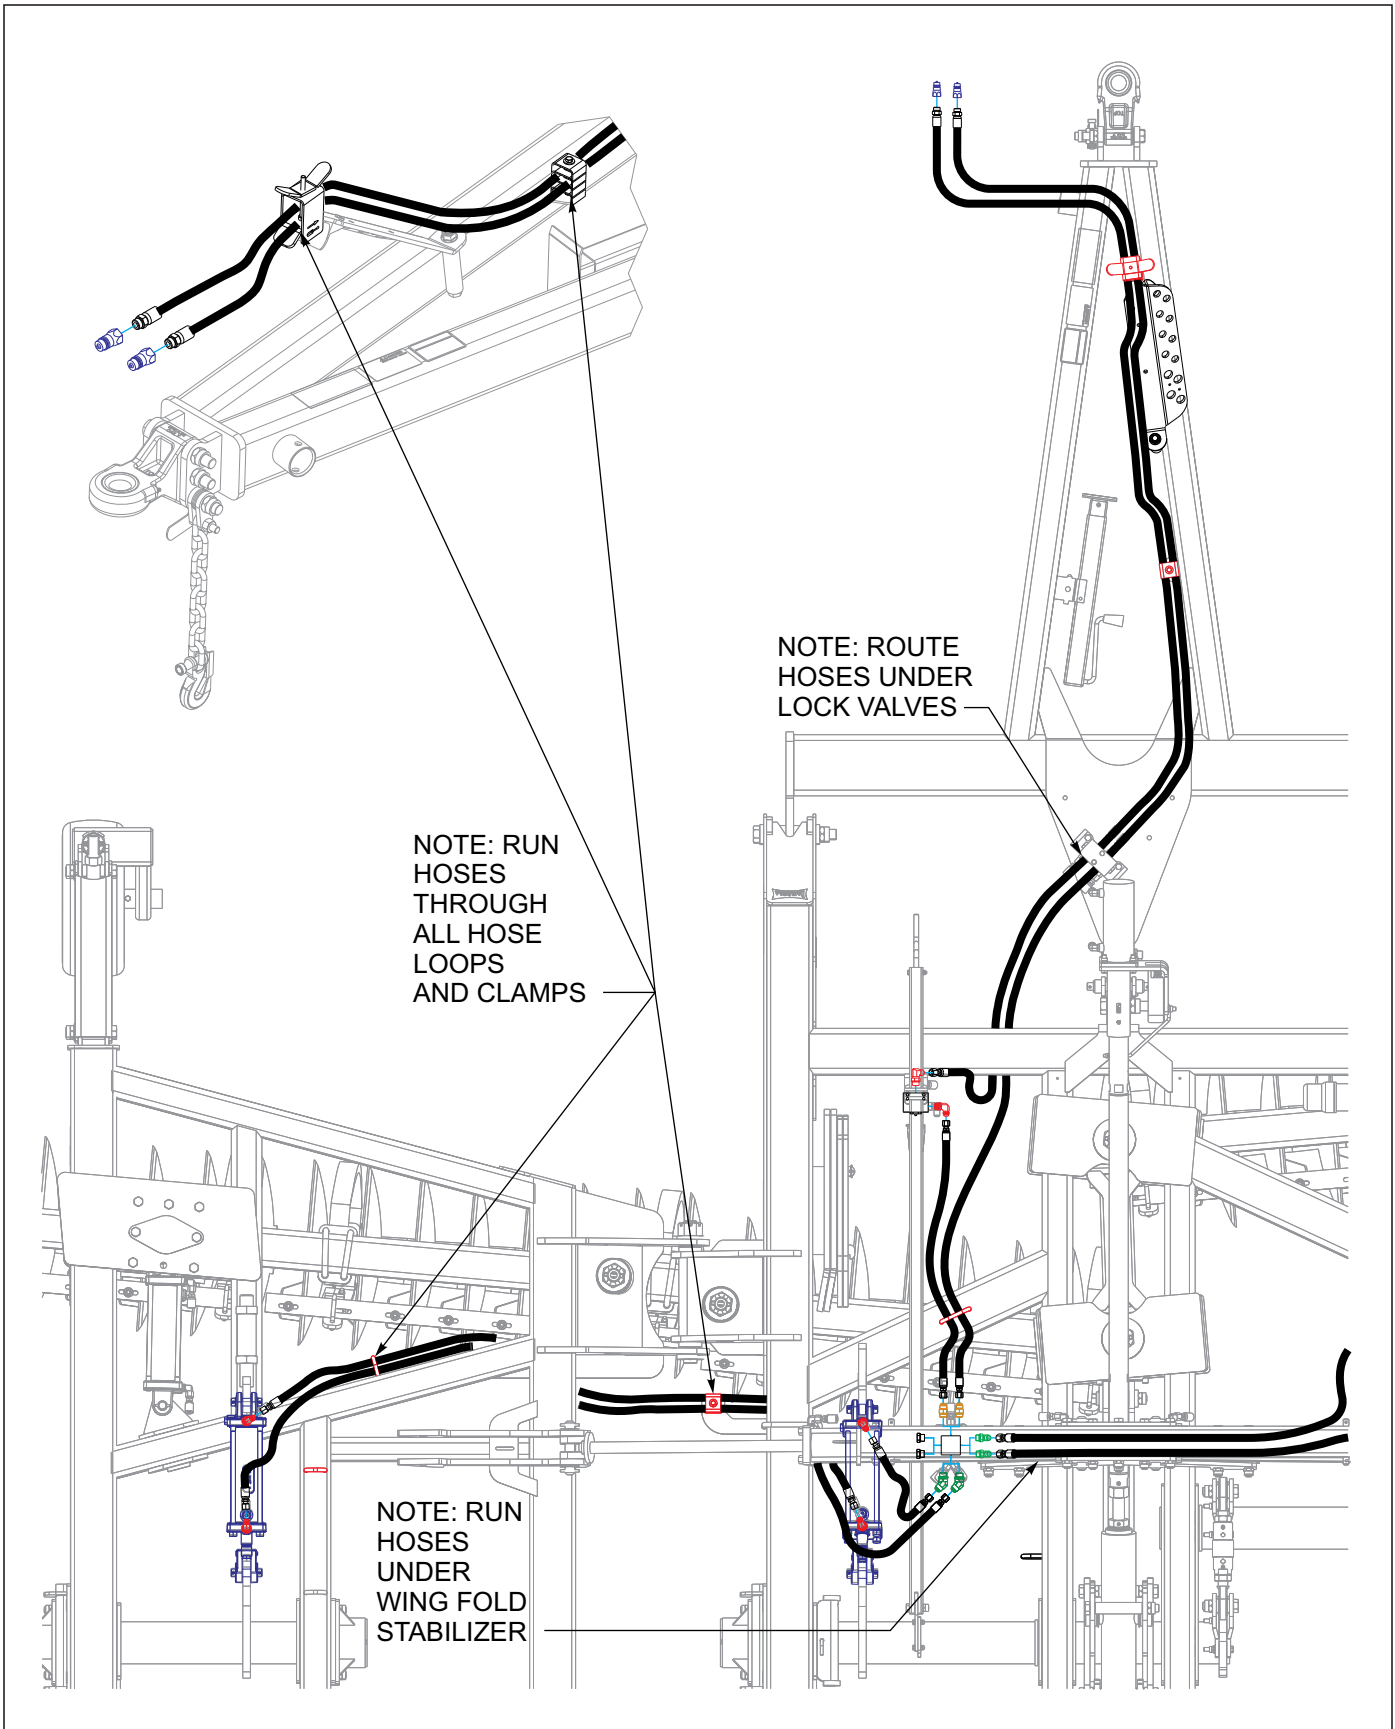 NOTE: ROUTE
HOSES UNDER
LOCK VALVES
NOTE: RUN
HOSES
THROUGH
ALL HOSE
LOOPS
AND CLAMPS
NOTE: RUN
HOSES
UNDER
WING FOLD
STABILIZER